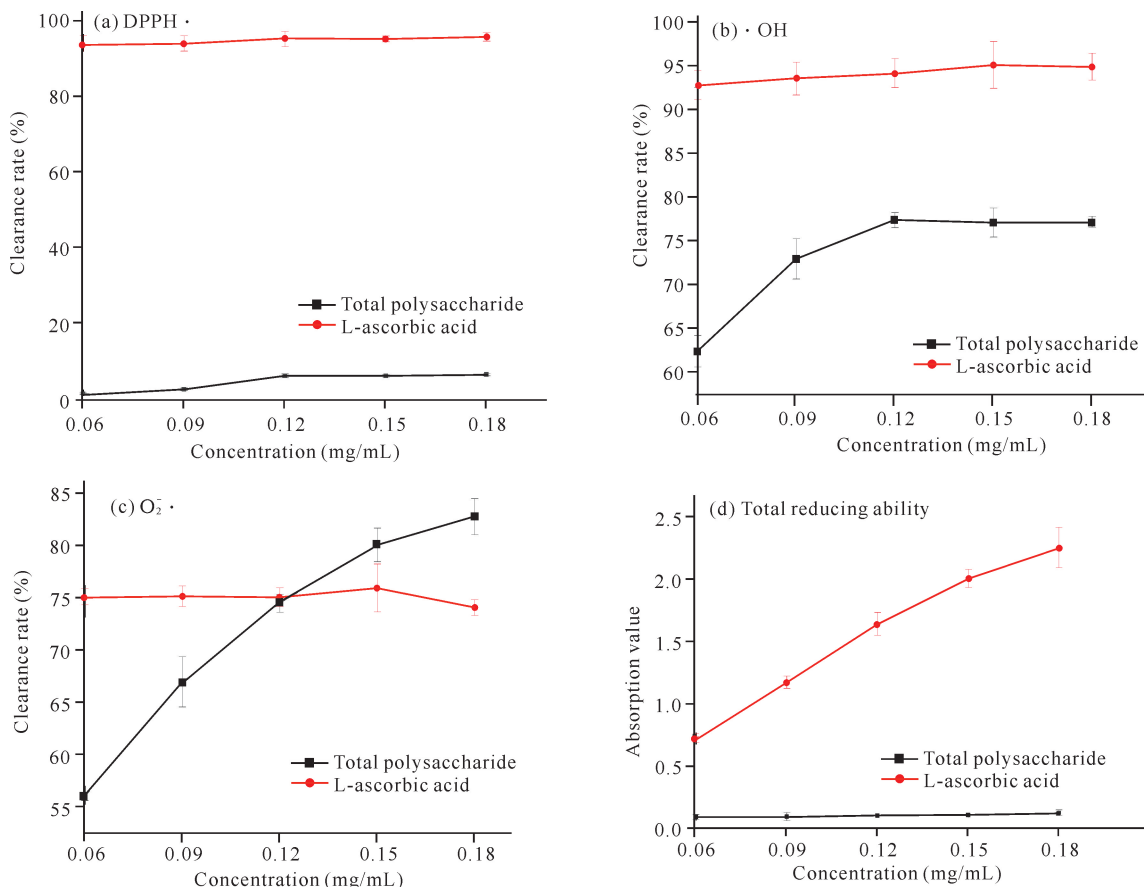 (a) DPPH ·
100
80
60
40
20
0
Clearance rate (%)
Total polysaccharide
L-ascorbic acid
0.06 0.09 0.12 0.15 0.18
Concentration (mg/mL)
(b) · OH
100
95
90
85
80
75
70
65
60
Clearance rate (%)
Total polysaccharide
L-ascorbic acid
0.06 0.09 0.12 0.15 0.18
Concentration (mg/mL)
(c) O₂⁻ ·
85
80
75
70
65
60
55
Clearance rate (%)
Total polysaccharide
L-ascorbic acid
0.06 0.09 0.12 0.15 0.18
Concentration (mg/mL)
(d) Total reducing ability
2.5
2.0
1.5
1.0
0.5
0.0
Absorption value
Total polysaccharide
L-ascorbic acid
0.06 0.09 0.12 0.15 0.18
Concentration (mg/mL)